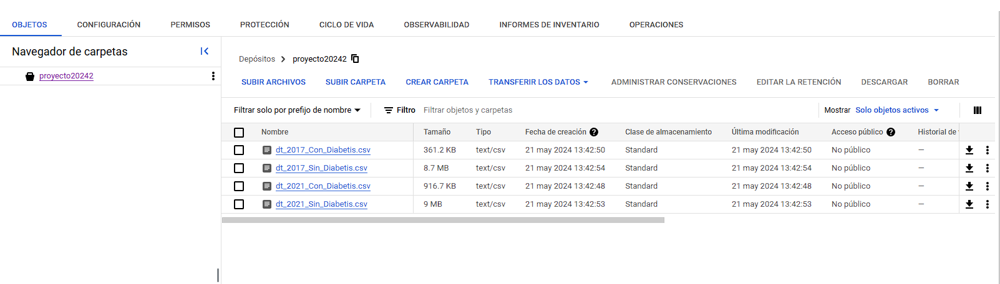 OBJETOS CONFIGURACIÓN PERMISOS PROTECCIÓN CICLO DE VIDA OBSERVABILIDAD INFORMES DE INVENTARIO OPERACIONES
Navegador de carpetas
proyecto20242
Depósitos proyecto20242
SUBIR ARCHIVOS SUBIR CARPETA CREAR CARPETA TRANSFERIR LOS DATOS ADMINISTRAR CONSERVACIONES EDITAR LA RETENCIÓN DESCARGAR BORRAR
Filtrar solo por prefijo de nombre Filtro Filtrar objetos y carpetas Mostrar Solo objetos activos
Nombre Tamaño Tipo Fecha de creación Clase de almacenamiento Última modificación Acceso público Historial de
dt_2017_Con_Diabetis.csv 361.2 KB text/csv 21 may 2024 13:42:50 Standard 21 may 2024 13:42:50 No público —
dt_2017_Sin_Diabetis.csv 8.7 MB text/csv 21 may 2024 13:42:54 Standard 21 may 2024 13:42:54 No público —
dt_2021_Con_Diabetis.csv 916.7 KB text/csv 21 may 2024 13:42:48 Standard 21 may 2024 13:42:48 No público —
dt_2021_Sin_Diabetis.csv 9 MB text/csv 21 may 2024 13:42:53 Standard 21 may 2024 13:42:53 No público —